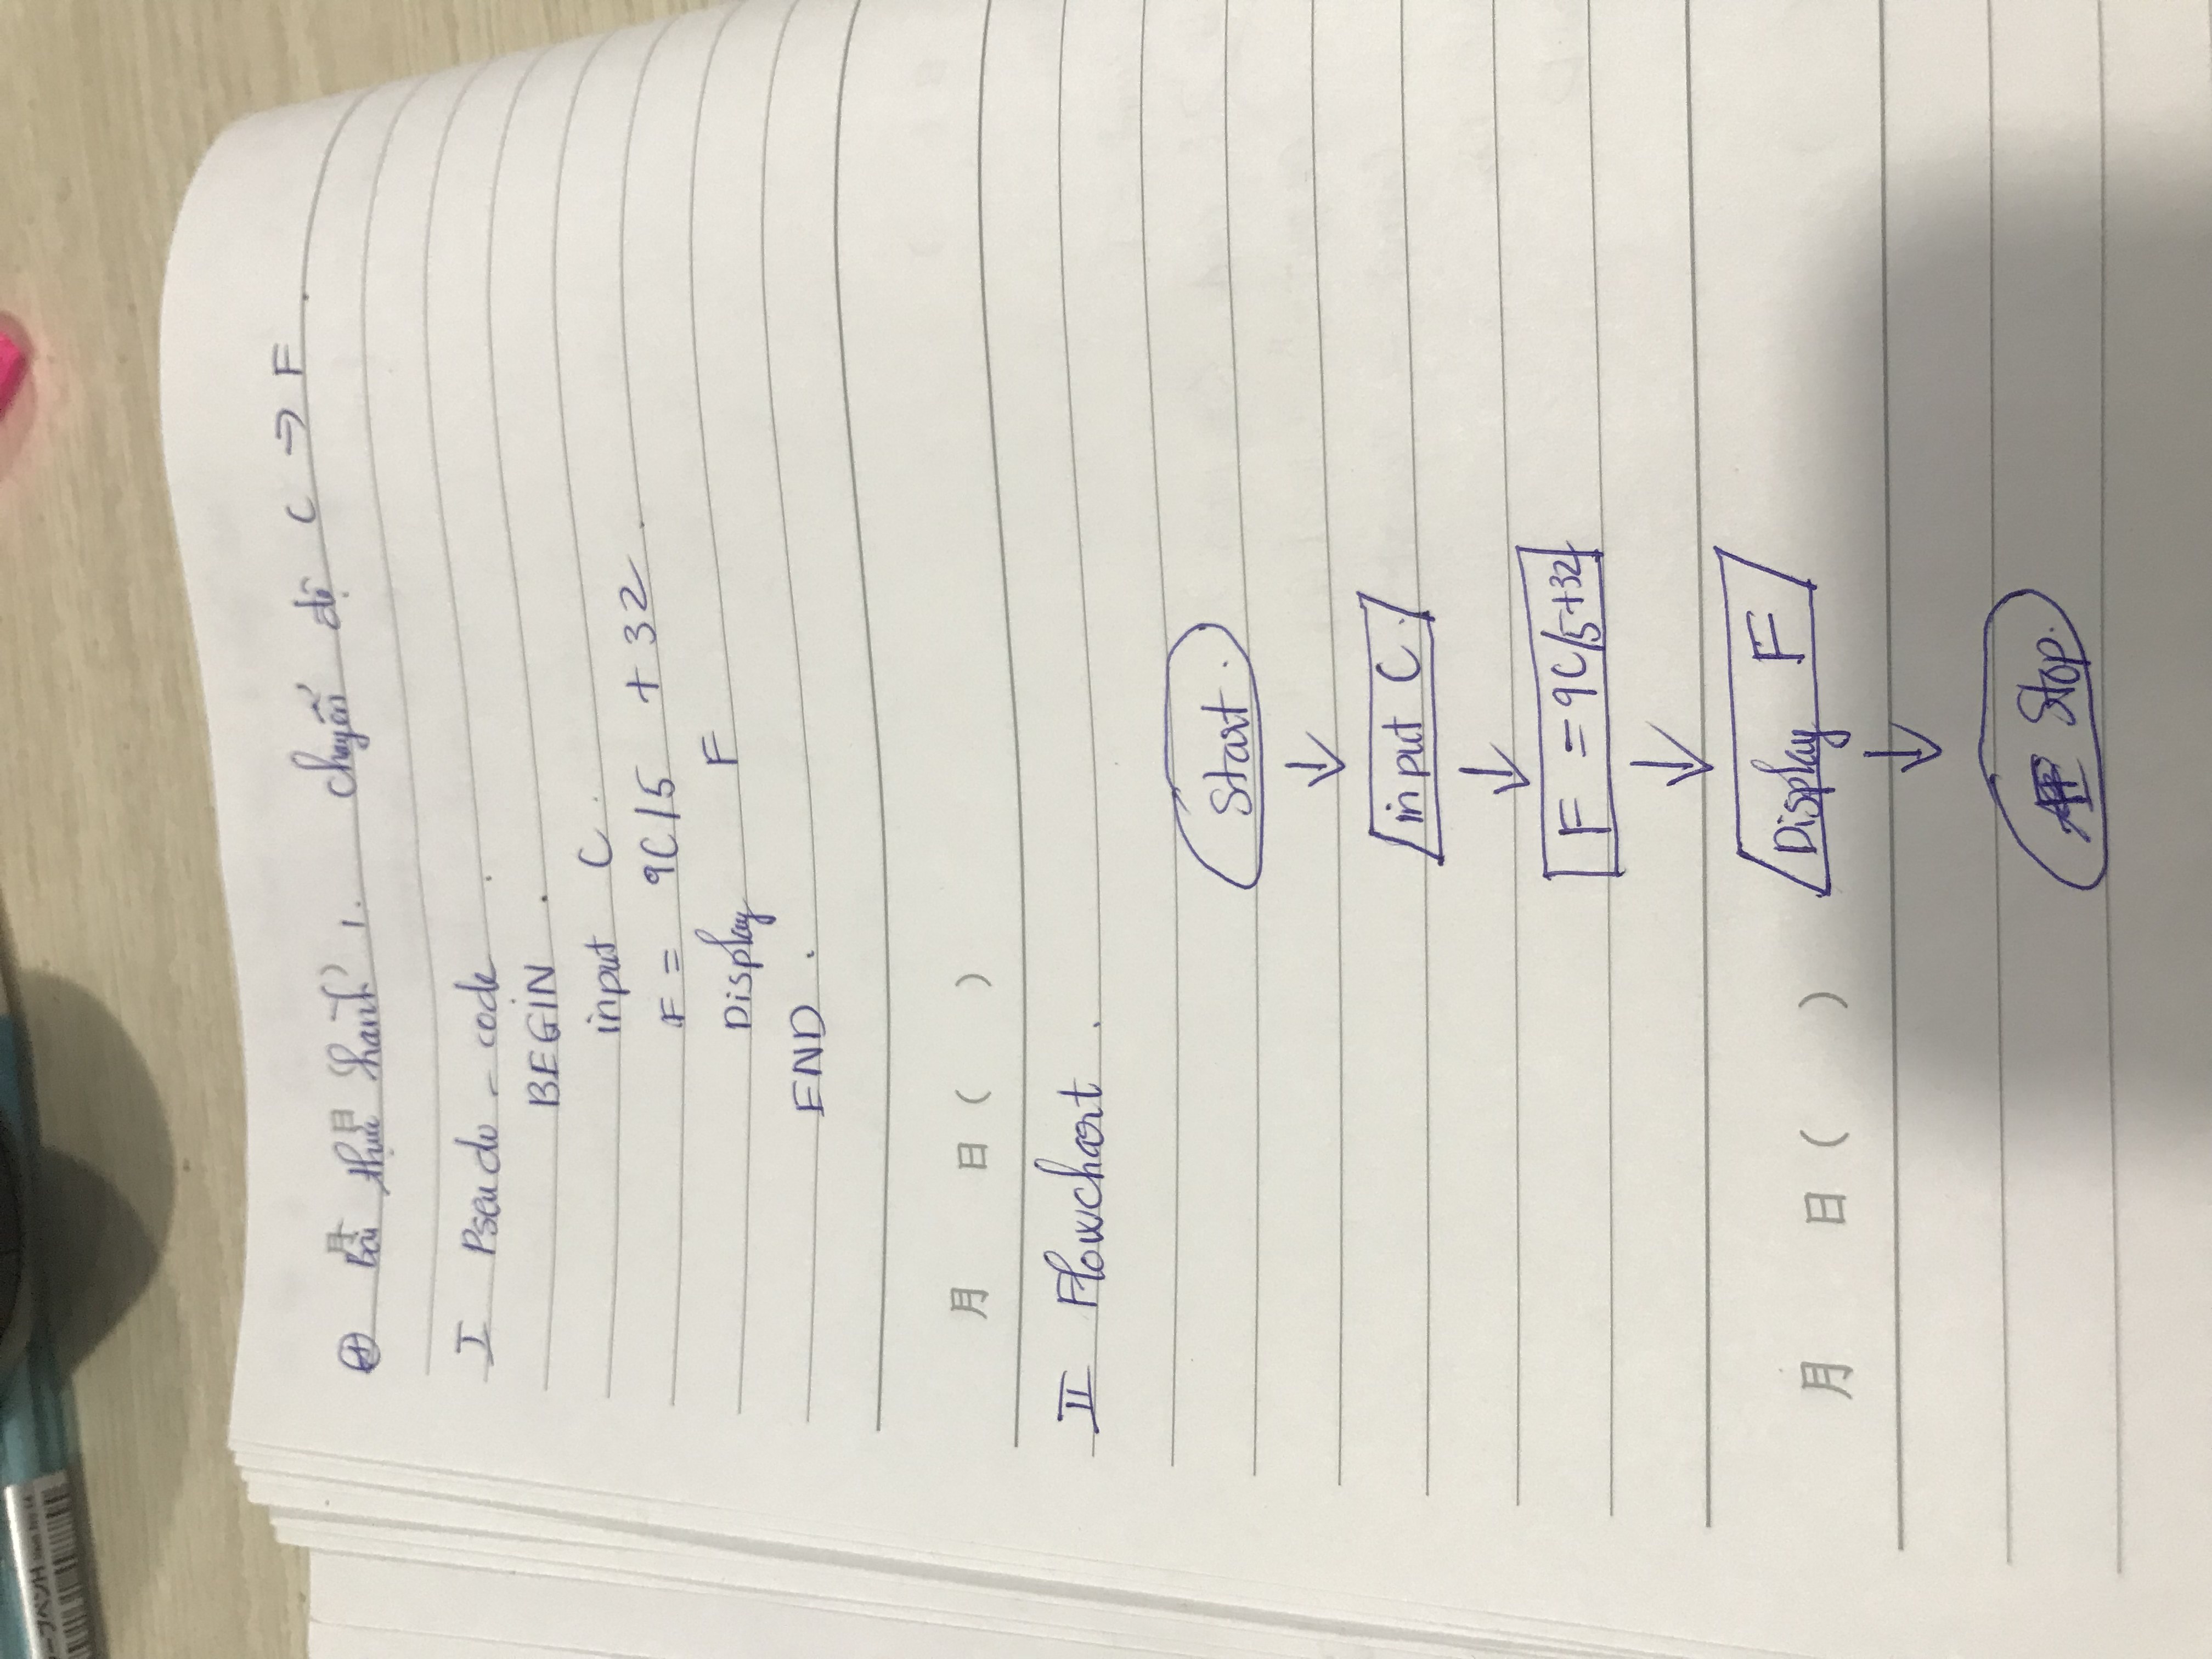 ープペンH
⊕ bài thực hành 1. Chuyển độ C → F.
I Pseudo - code.
BEGIN.
input C.
F = 9C/5 + 32.
Display F
END.
月 日( )
II Flowchart.
Start.
↓
input C.
↓
F = 9C/5+32
↓
Display F
月 日( )
↓
Stop.